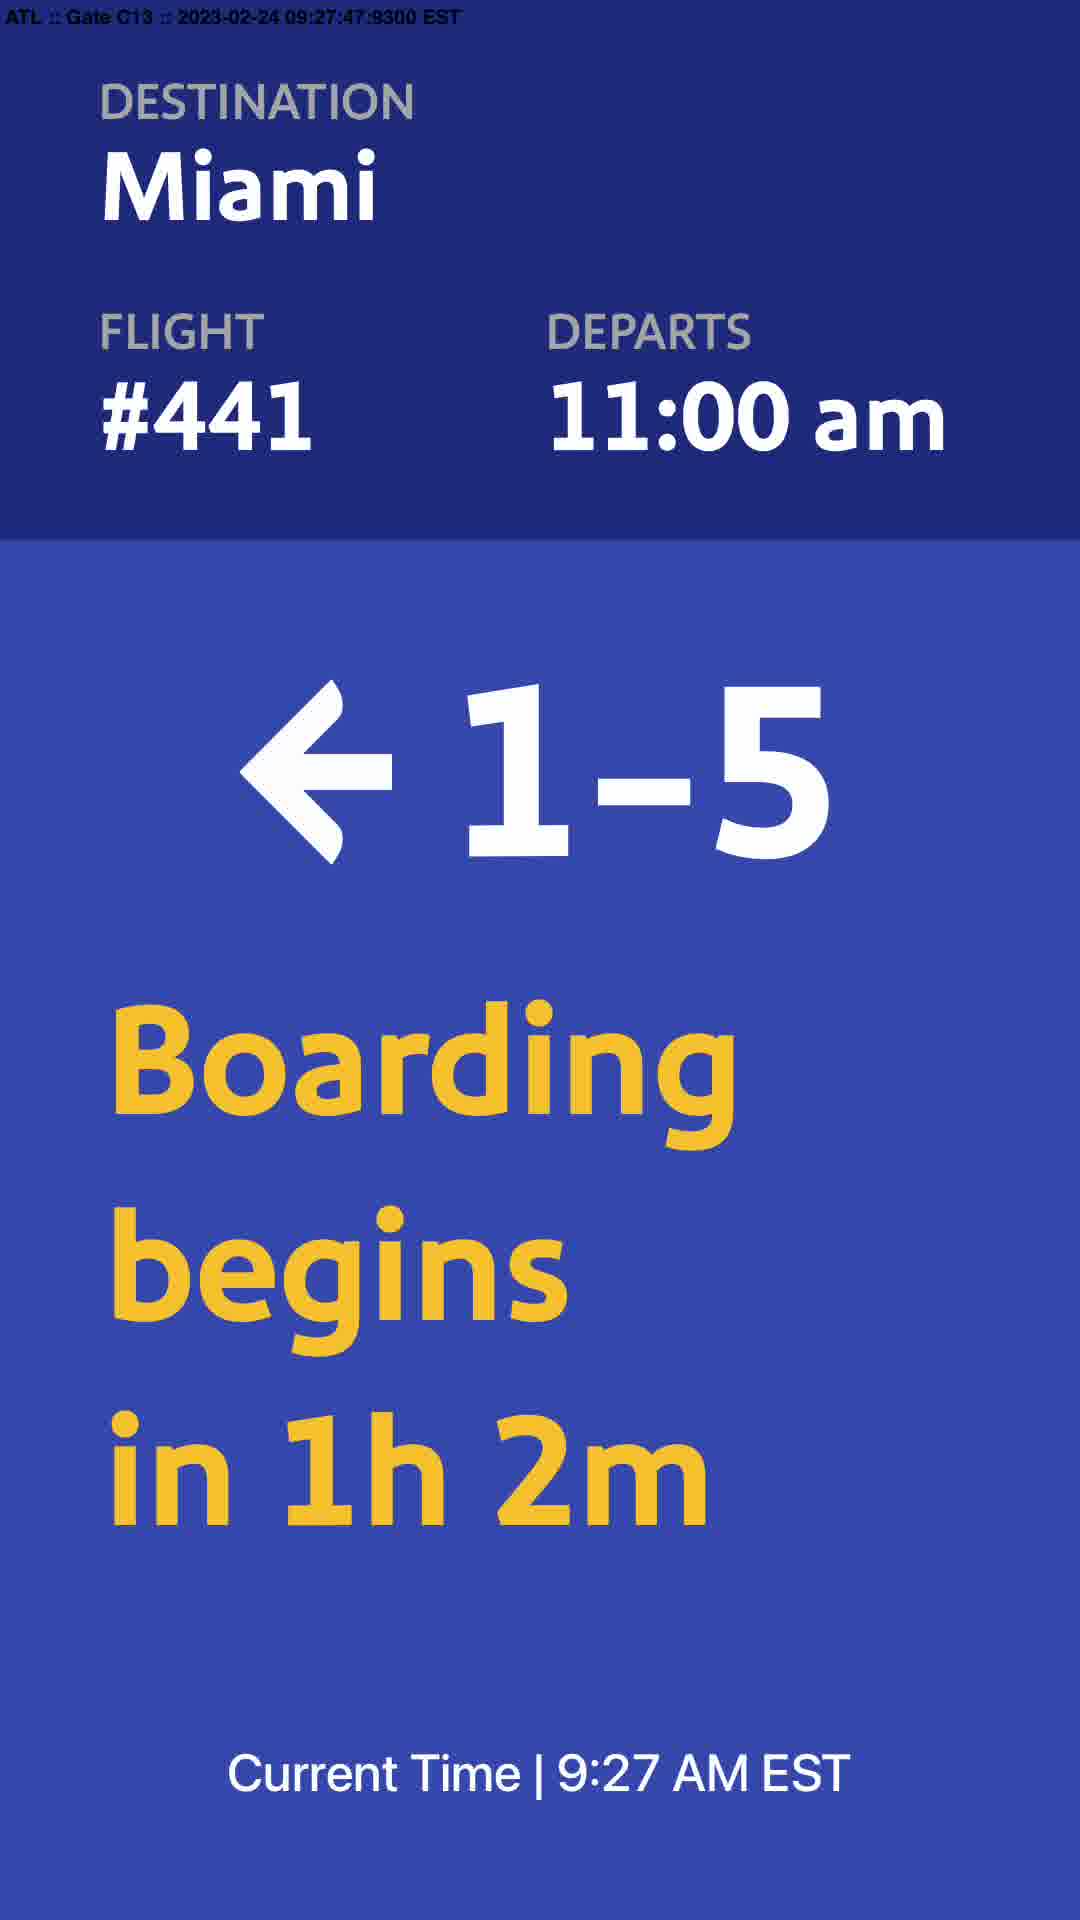 ATL :: Gate C13 :: 2023-02-24 09:27:47:9300 EST
DESTINATION
Miami
FLIGHT DEPARTS
#441 11:00 am
← 1–5
Boarding
begins
in 1h 2m
Current Time | 9:27 AM EST